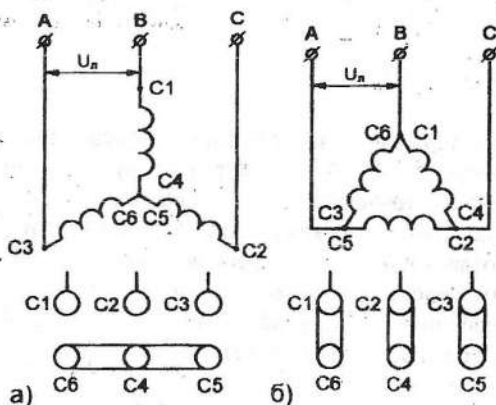 A B C
Uл
C1
C4
C6 C5
C3
C2
C1 C2 C3
C6 C4 C5
а)
A B C
Uл
C6 C1
C3 C4
C5 C2
C1 C2 C3
C6 C4 C5
б)